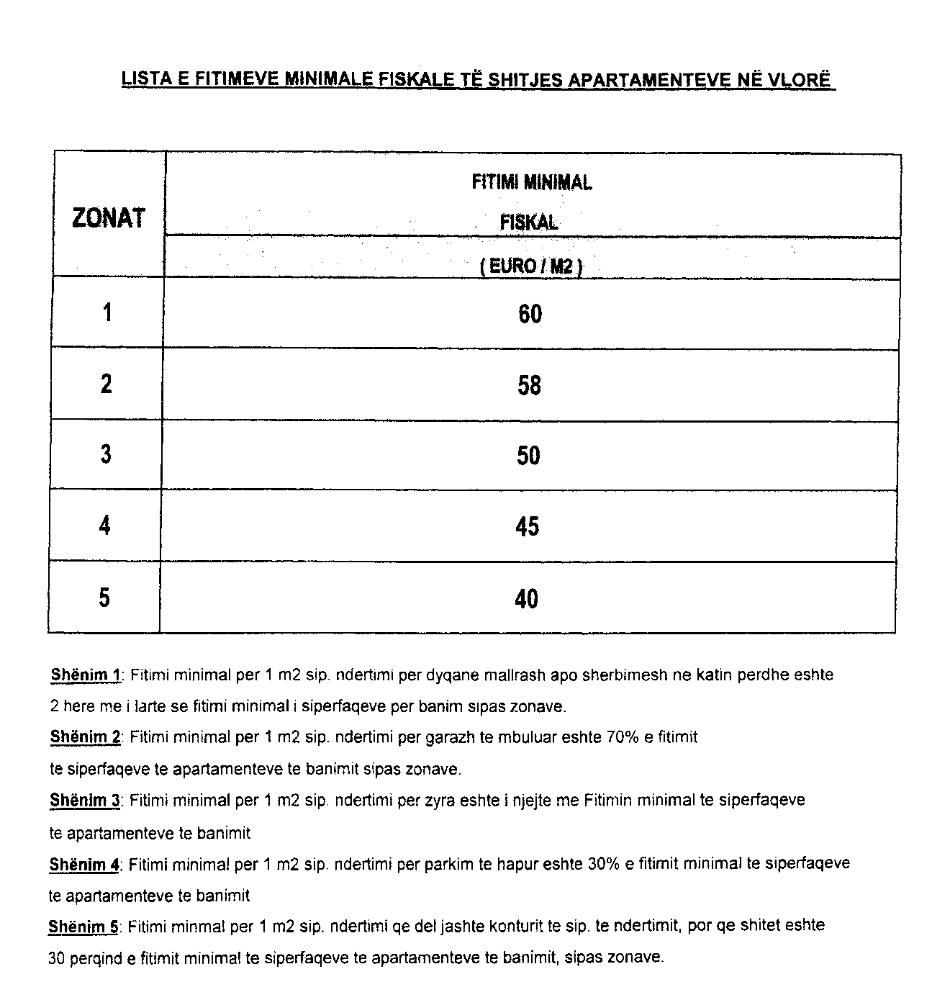 LISTA E FITIMEVE MINIMALE FISKALE TË SHITJES APARTAMENTEVE NË VLORË
ZONAT
FITIMI MINIMAL
FISKAL
( EURO / M2 )
1 60
2 58
3 50
4 45
5 40
Shënim 1: Fitimi minimal per 1 m2 sip. ndertimi per dyqane mallrash apo sherbimesh ne katin perdhe eshte
2 here me i larte se fitimi minimal i siperfaqeve per banim sipas zonave.
Shënim 2: Fitimi minimal per 1 m2 sip. ndertimi per garazh te mbuluar eshte 70% e fitimit
te siperfaqeve te apartamenteve te banimit sipas zonave.
Shënim 3: Fitimi minimal per 1 m2 sip. ndertimi per zyra eshte i njejte me Fitimin minimal te siperfaqeve
te apartamenteve te banimit
Shënim 4: Fitimi minimal per 1 m2 sip. ndertimi per parkim te hapur eshte 30% e fitimit minimal te siperfaqeve
te apartamenteve te banimit
Shënim 5: Fitimi minmal per 1 m2 sip. ndertimi qe del jashte konturit te sip. te ndertimit, por qe shitet eshte
30 perqind e fitimit minimal te siperfaqeve te apartamenteve te banimit, sipas zonave.